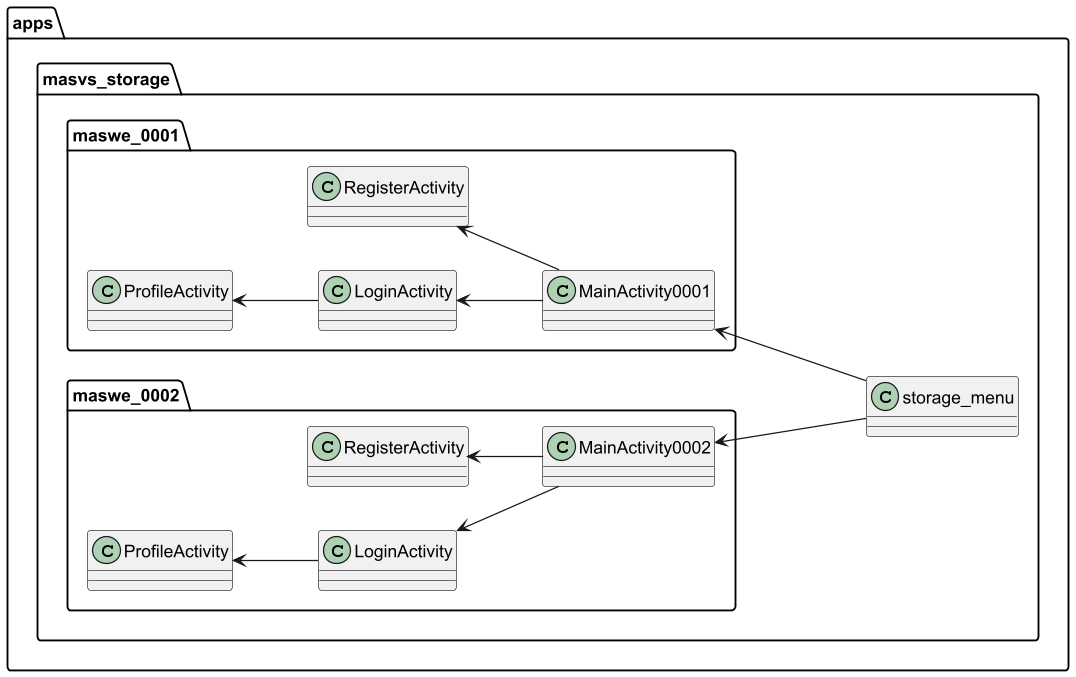 apps
masvs_storage
maswe_0001
C RegisterActivity
C ProfileActivity
C LoginActivity
C MainActivity0001
C storage_menu
maswe_0002
C RegisterActivity
C MainActivity0002
C ProfileActivity
C LoginActivity